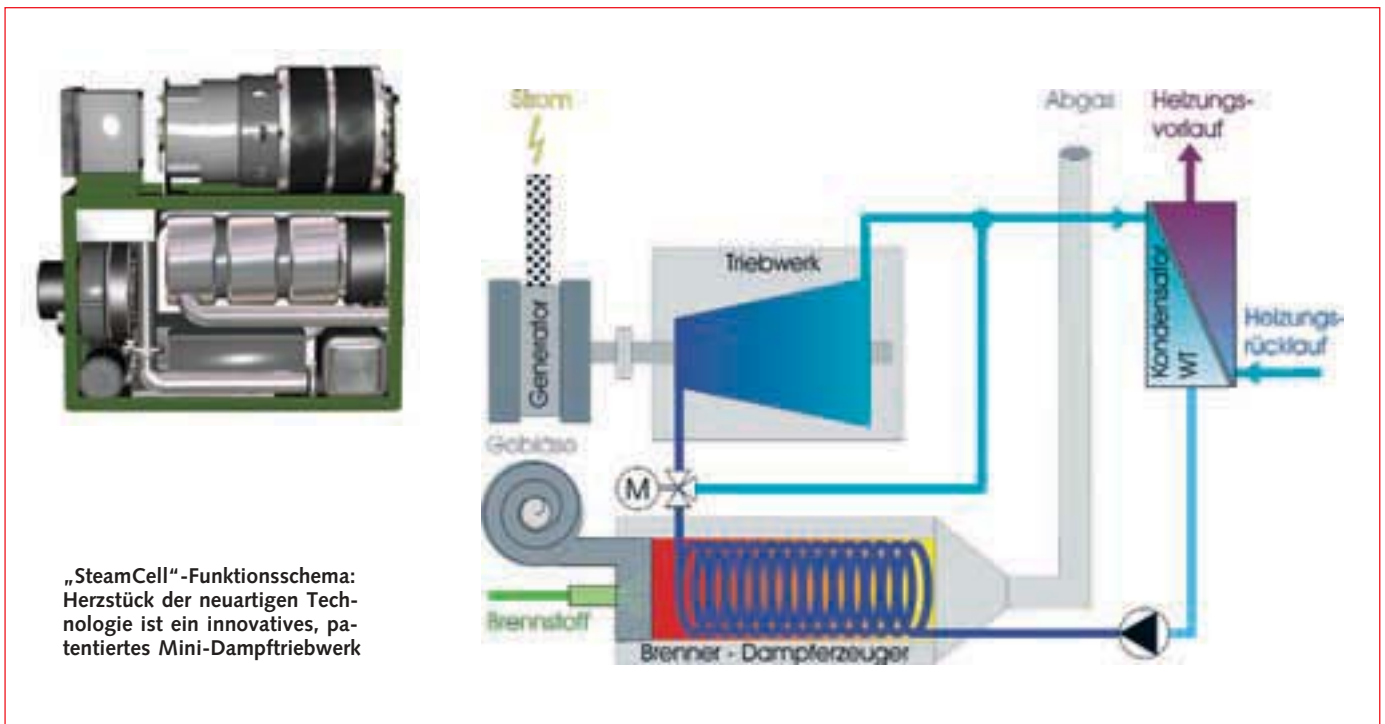 Strom
Abgas
Heizungs-
vorlauf
Triebwerk
Generator
Kondensator
WT
Heizungs-
rücklauf
Gebläse
M
Brennstoff
Brenner - Dampferzeuger
„SteamCell“-Funktionsschema:
Herzstück der neuartigen Tech-
nologie ist ein innovatives, pa-
tentiertes Mini-Dampftriebwerk